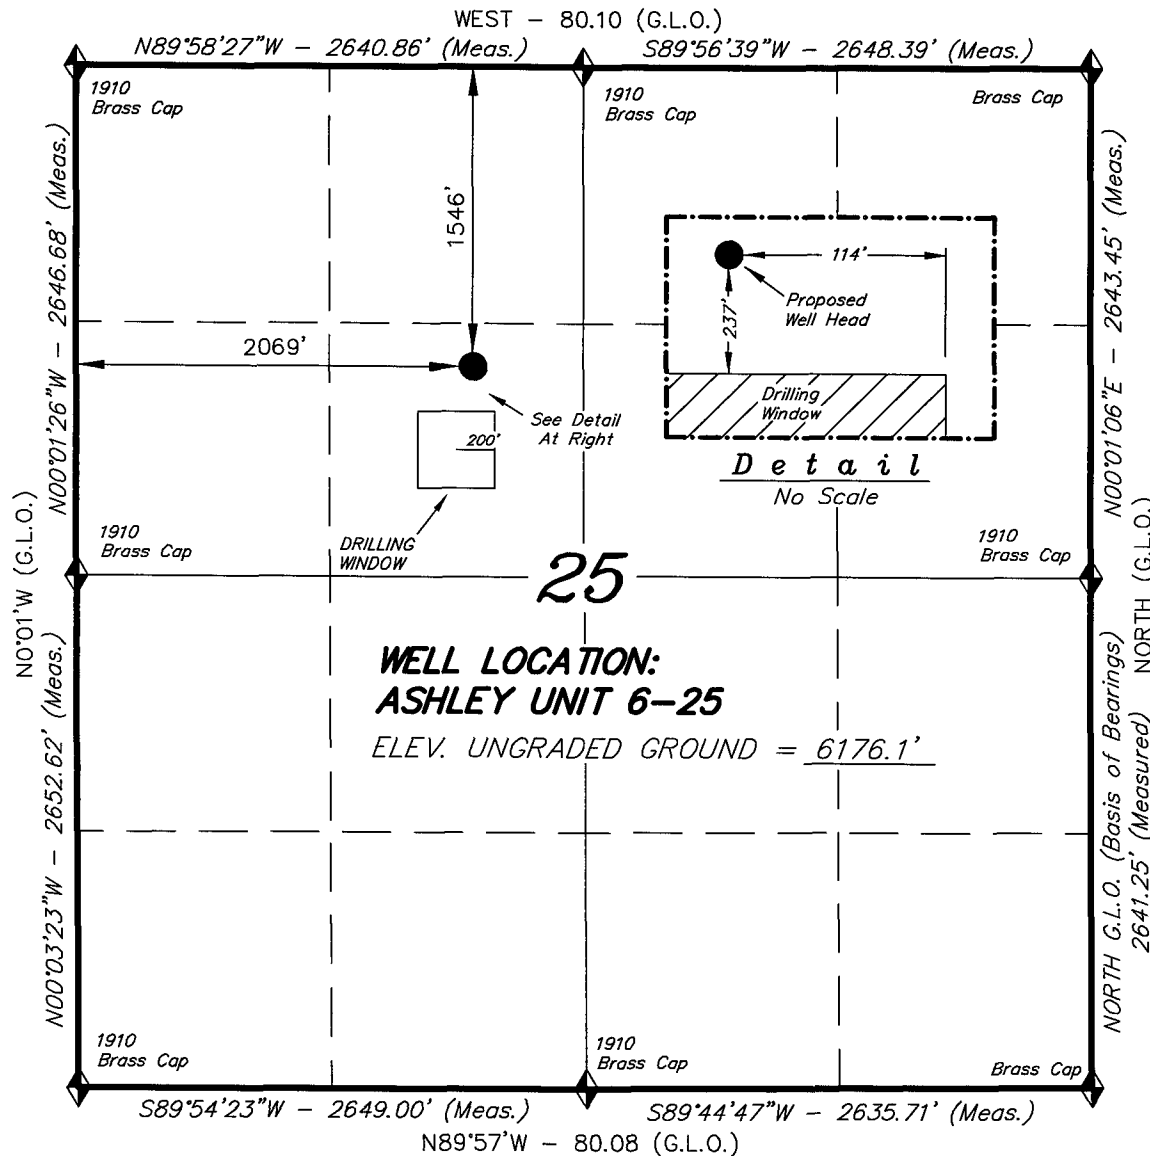 WEST – 80.10 (G.L.O.)
N89°58'27"W – 2640.86' (Meas.)
S89°56'39"W – 2648.39' (Meas.)
1910
Brass Cap
1910
Brass Cap
Brass Cap
N00°01'26"W – 2646.68' (Meas.)
1546'
2069'
See Detail
At Right
200'
DRILLING
WINDOW
114'
237'
Proposed
Well Head
Drilling
Window
Detail
No Scale
N00°01'06"E – 2643.45' (Meas.)
N0°01'W (G.L.O.)
NORTH (G.L.O.)
1910
Brass Cap
1910
Brass Cap
25
WELL LOCATION:
ASHLEY UNIT 6–25
ELEV. UNGRADED GROUND = 6176.1'
N00°03'23"W – 2652.62' (Meas.)
NORTH G.L.O. (Basis of Bearings)
2641.25' (Measured)
1910
Brass Cap
1910
Brass Cap
Brass Cap
S89°54'23"W – 2649.00' (Meas.)
S89°44'47"W – 2635.71' (Meas.)
N89°57'W – 80.08 (G.L.O.)